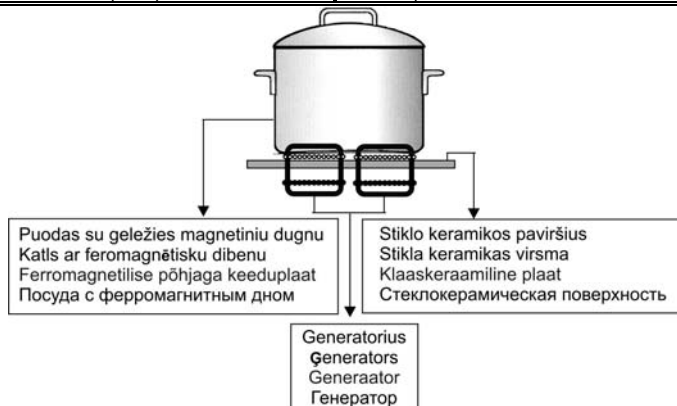 Puodas su geležies magnetiniu dugnu
Katls ar feromagnētisku dibenu
Ferromagnetilise põhjaga keeduplaat
Посуда с ферромагнитным дном
Stiklo keramikos paviršius
Stikla keramikas virsma
Klaaskeraamiline plaat
Стеклокерамическая поверхность
Generatorius
Ģenerators
Generaator
Генератор